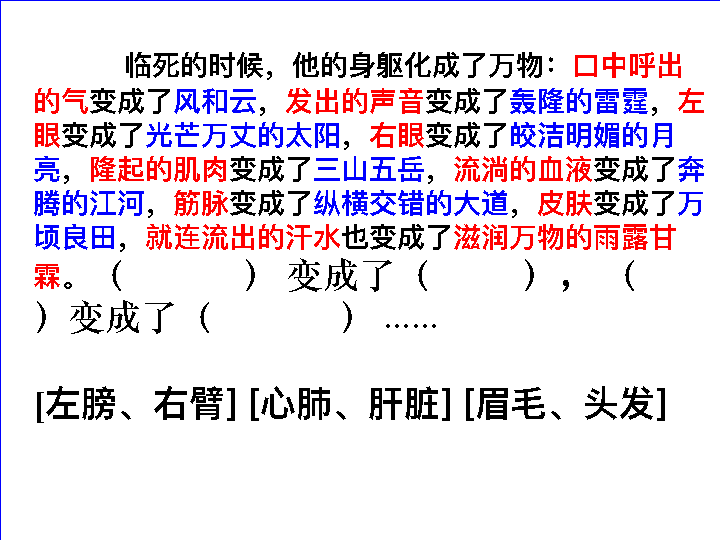 临死的时候，他的身躯化成了万物：口中呼出
的气变成了风和云，发出的声音变成了轰隆的雷霆，左
眼变成了光芒万丈的太阳，右眼变成了皎洁明媚的月
亮，隆起的肌肉变成了三山五岳，流淌的血液变成了奔
腾的江河，筋脉变成了纵横交错的大道，皮肤变成了万
顷良田，就连流出的汗水也变成了滋润万物的雨露甘
霖。（ ） 变成了（ ），（
）变成了（ ） ……
[左膀、右臂] [心肺、肝脏] [眉毛、头发]